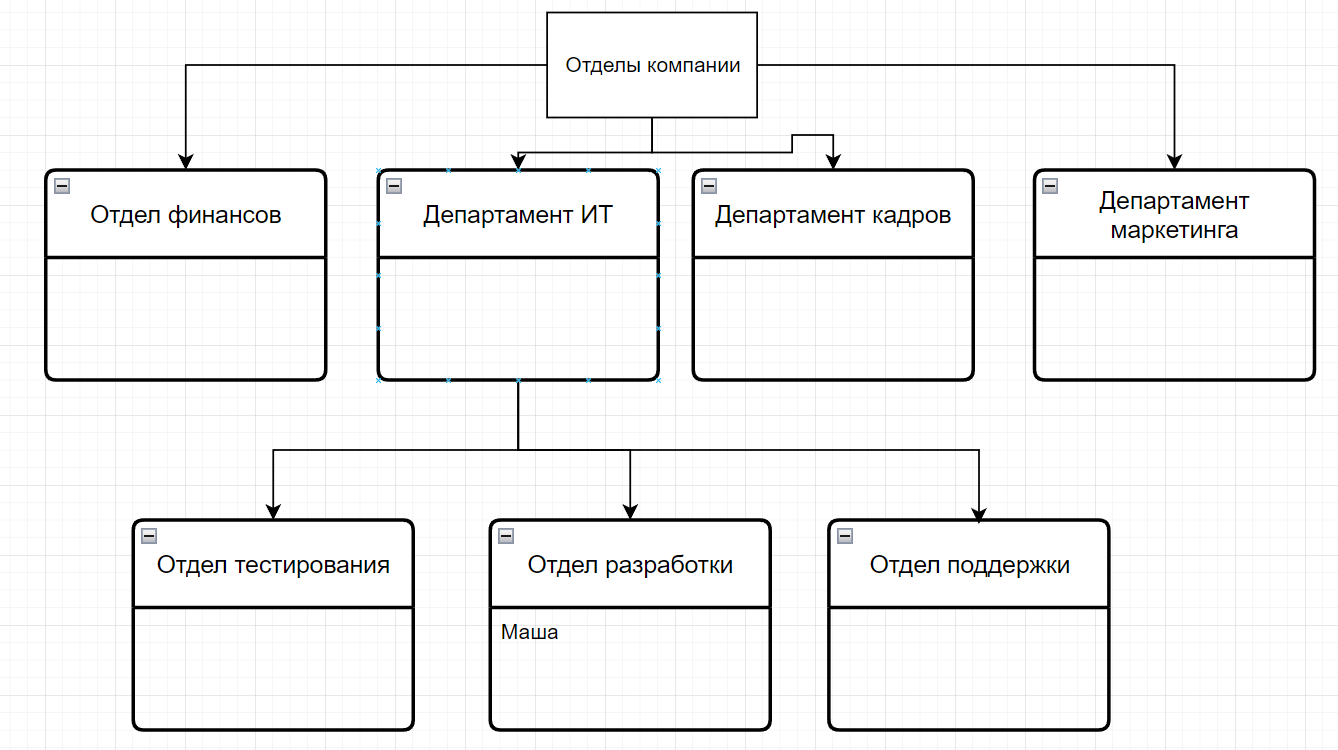 Отделы компании
Отдел финансов
Департамент ИТ
Департамент кадров
Департамент
маркетинга
Отдел тестирования
Отдел разработки
Отдел поддержки
Маша